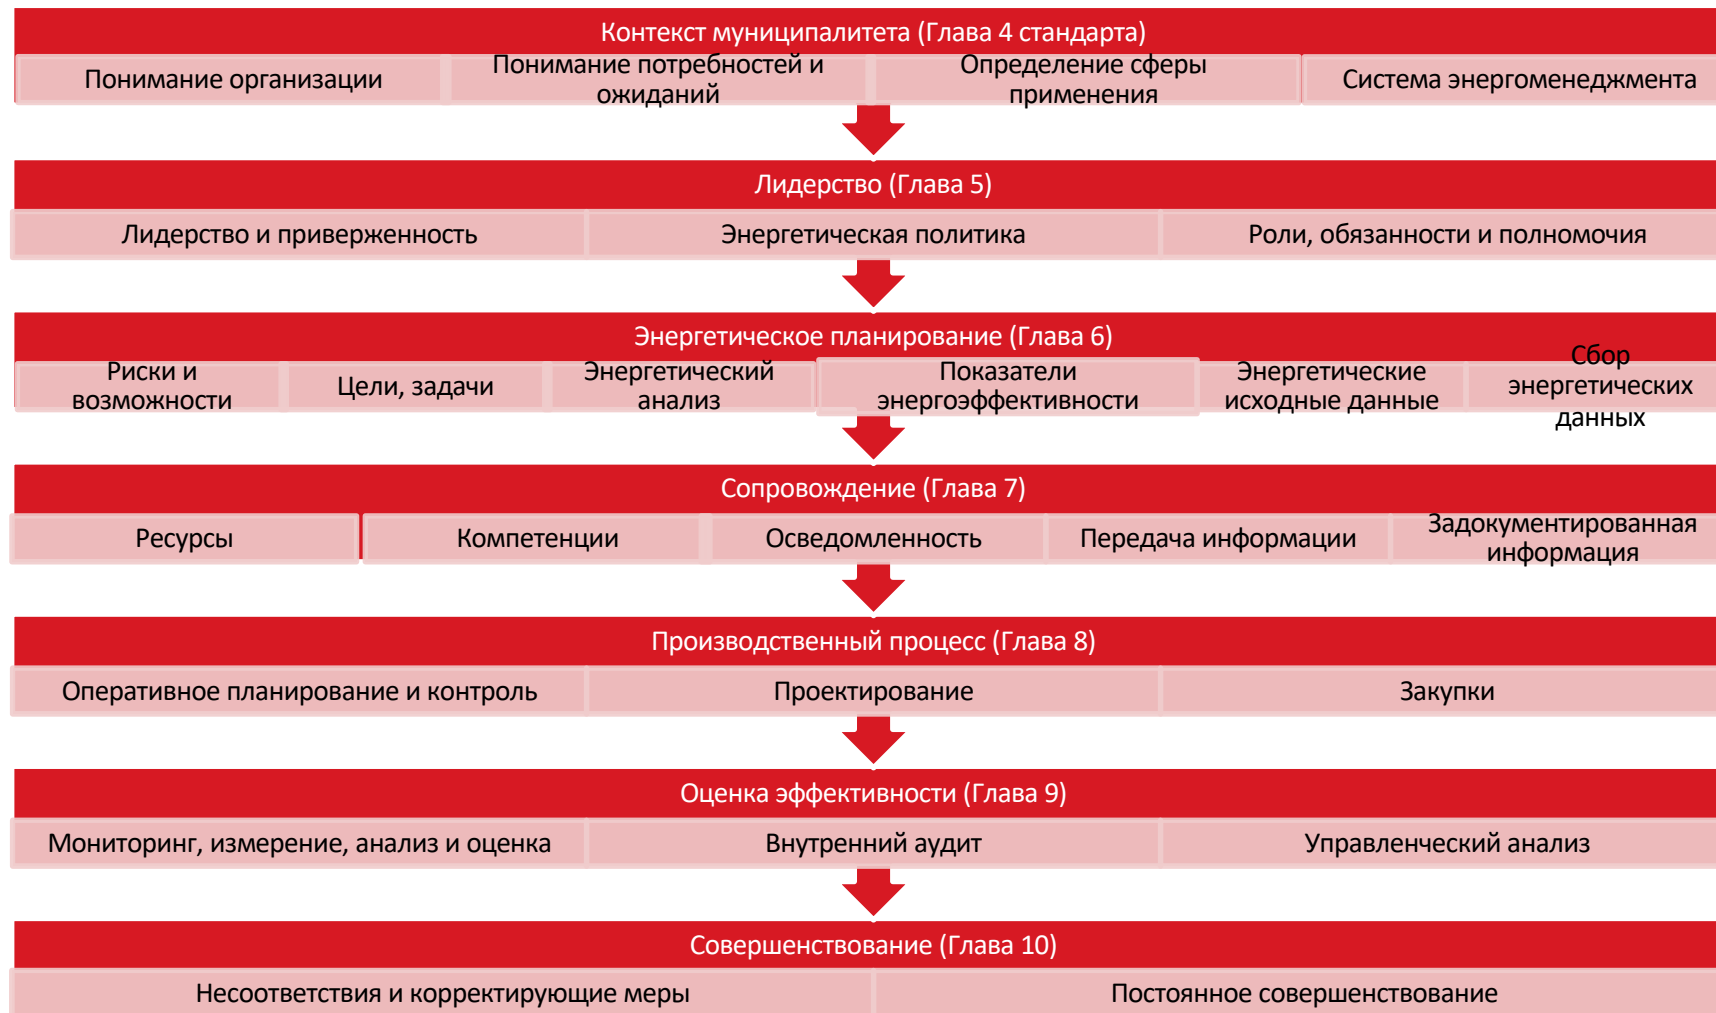 Контекст муниципалитета (Глава 4 стандарта)
Понимание организации
Понимание потребностей и
ожиданий
Определение сферы
применения
Система энергоменеджмента
Лидерство (Глава 5)
Лидерство и приверженность
Энергетическая политика
Роли, обязанности и полномочия
Энергетическое планирование (Глава 6)
Риски и
возможности
Цели, задачи
Энергетический
анализ
Показатели
энергоэффективности
Энергетические
исходные данные
Сбор
энергетических
данных
Сопровождение (Глава 7)
Ресурсы
Компетенции
Осведомленность
Передача информации
Задокументированная
информация
Производственный процесс (Глава 8)
Оперативное планирование и контроль
Проектирование
Закупки
Оценка эффективности (Глава 9)
Мониторинг, измерение, анализ и оценка
Внутренний аудит
Управленческий анализ
Совершенствование (Глава 10)
Несоответствия и корректирующие меры
Постоянное совершенствование